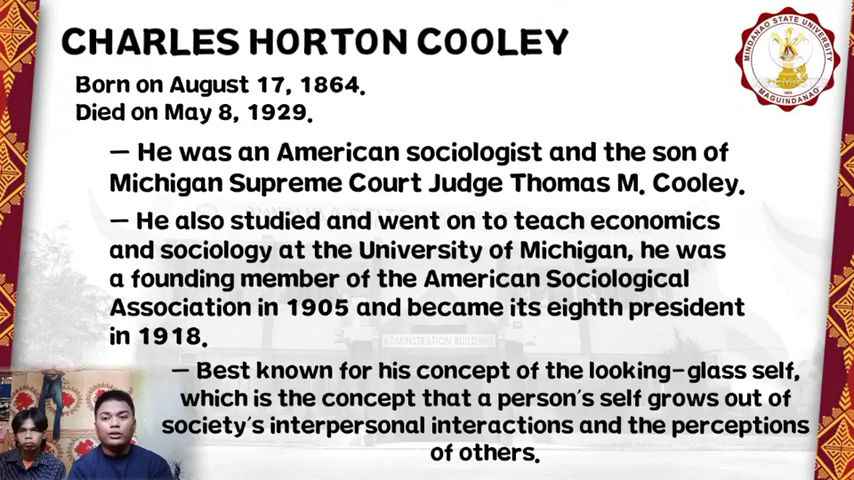 CHARLES HORTON COOLEY
Born on August 17, 1864.
Died on May 8, 1929.
— He was an American sociologist and the son of
Michigan Supreme Court Judge Thomas M. Cooley.
— He also studied and went on to teach economics
and sociology at the University of Michigan, he was
a founding member of the American Sociological
Association in 1905 and became its eighth president
in 1918.
— Best known for his concept of the looking-glass self,
which is the concept that a person's self grows out of
society's interpersonal interactions and the perceptions
of others.
MINDANAO STATE UNIVERSITY
MAGUINDANAO
ADMINSTRATION BUILDING